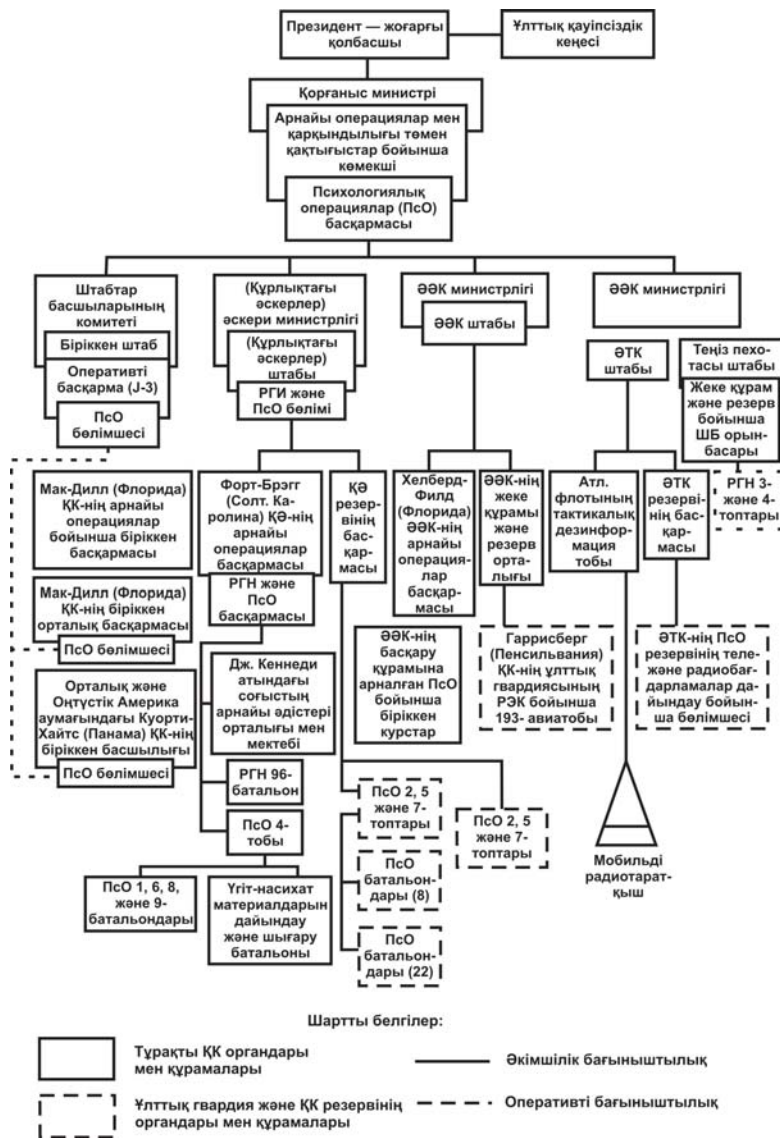 Президент — жоғарғы
қолбасшы
Ұлттық қауіпсіздік
кеңесі
Қорғаныс министрі
Арнайы операциялар мен
қарқындылығы төмен
қақтығыстар бойынша
көмекші
Психологиялық
операциялар (ПсО)
басқармасы
Штабтар
басшыларының
комитеті
Біріккен штаб
Оперативті
басқарма (J-3)
ПсО
бөлімшесі
(Құрлықтағы
әскерлер)
әскери министрлігі
(Құрлықтағы
әскерлер)
штабы
РГИ және
ПсО бөлімі
ӘӘК министрлігі
ӘӘК штабы
ӘӘК министрлігі
ӘТК
штабы
Теңіз пехо-
тасы штабы
Жеке құрам
және резерв
бойынша
ШБ орын-
басары
Мак-Дилл (Флорида)
ҚК-нің арнайы
операциялар
бойынша біріккен
басқармасы
Форт-Брэгг
(Солт. Ка-
ролина) ҚӘ-нің
арнайы
операциялар
басқармасы
РГН және ПсО
басқармасы
ҚӘ
резер-
вінің
бас-
қармасы
Хелберд-
Филд
(Флорида)
ӘӘК-нің
арнайы
операция-
лар
басқар-
масы
ӘӘК-нің
жеке
құрамы
және
резерв
орта-
лығы
Атл.
флотының
тактикалық
дезинфор-
мация
тобы
ӘТК
резерві-
нің бас-
қар-
масы
РГН 3-
және 4-
топтары
Мак-Дилл (Флорида)
ҚК-нің біріккен
орталық басқармасы
ПсО бөлімшесі
Дж. Кеннеди
атындағы
соғыстың
арнайы әдістері
орталығы мен
мектебі
ӘӘК-нің
басқару
құрамына
арналған ПсО
бойынша
біріккен
курстар
Гаррисберг
(Пенсильвания)
ҚК-нің ұлттық
гвардиясының
РЭК бойынша
193- авиатобы
ӘТК-нің ПсО
резервінің теле-
және радиобағ-
дарламалар да-
йындау бойын-
ша бөлімшесі
Орталық және
Оңтүстік Америка
аумағындағы Куорти-
Хайтс (Панама) ҚК-нің
біріккен басшылығы
ПсО бөлімшесі
РГН 96-
батальон
ПсО 4-
тобы
ПсО 2, 5
және 7-
топтары
ПсО 2, 5
және 7-
топтары
Мобильді
радиотарат-
қыш
ПсО 1, 6, 8,
және 9-
батальондары
Үгіт-насихат
материалдарын
дайындау
және шығару
батальоны
ПсО
батальон-
дары (8)
ПсО
батальон-
дары (22)
Шартты белгілер:
Тұрақты ҚК органдары
мен құрамалары
Әкімшілік бағыныштылық
Ұлттық гвардия және ҚК резервінің
органдары мен құрамалары
Оперативті бағыныштылық